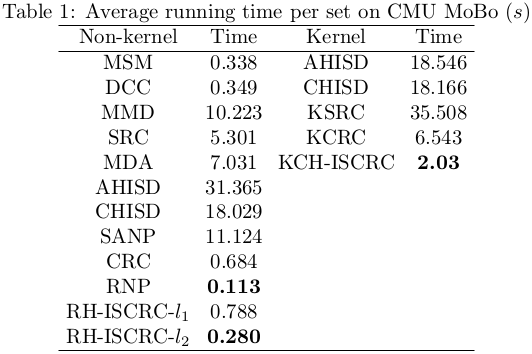 Table 1: Average running time per set on CMU MoBo (s)
Non-kernel Time Kernel Time
MSM 0.338 AHISD 18.546
DCC 0.349 CHISD 18.166
MMD 10.223 KSRC 35.508
SRC 5.301 KCRC 6.543
MDA 7.031 KCH-ISCRC 2.03
AHISD 31.365
CHISD 18.029
SANP 11.124
CRC 0.684
RNP 0.113
RH-ISCRC-l₁ 0.788
RH-ISCRC-l₂ 0.280